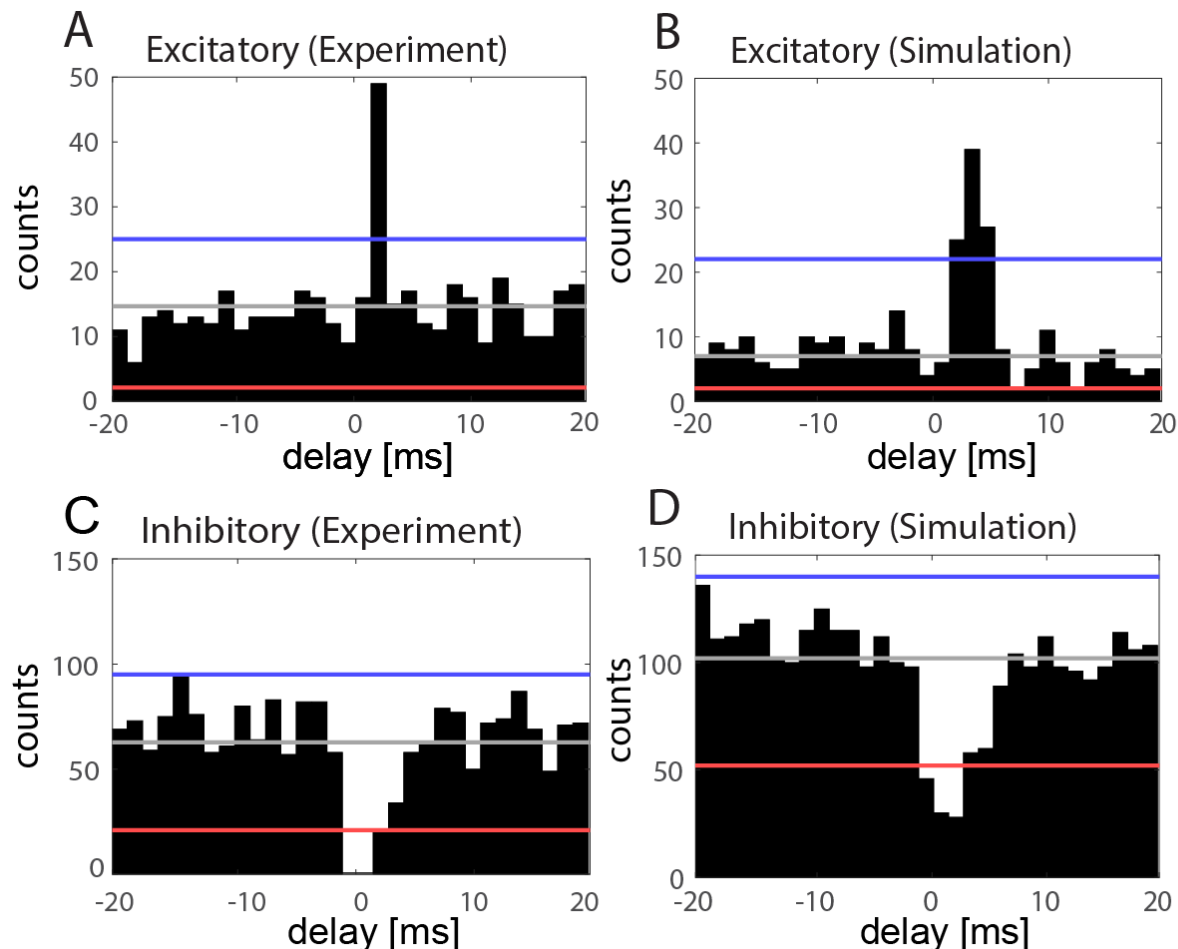 A
Excitatory (Experiment)
50
40
30
20
10
0
counts
-20
-10
0
10
20
delay [ms]
B
Excitatory (Simulation)
50
40
30
20
10
0
counts
-20
-10
0
10
20
delay [ms]
C
Inhibitory (Experiment)
150
100
50
0
counts
-20
-10
0
10
20
delay [ms]
D
Inhibitory (Simulation)
150
100
50
0
counts
-20
-10
0
10
20
delay [ms]